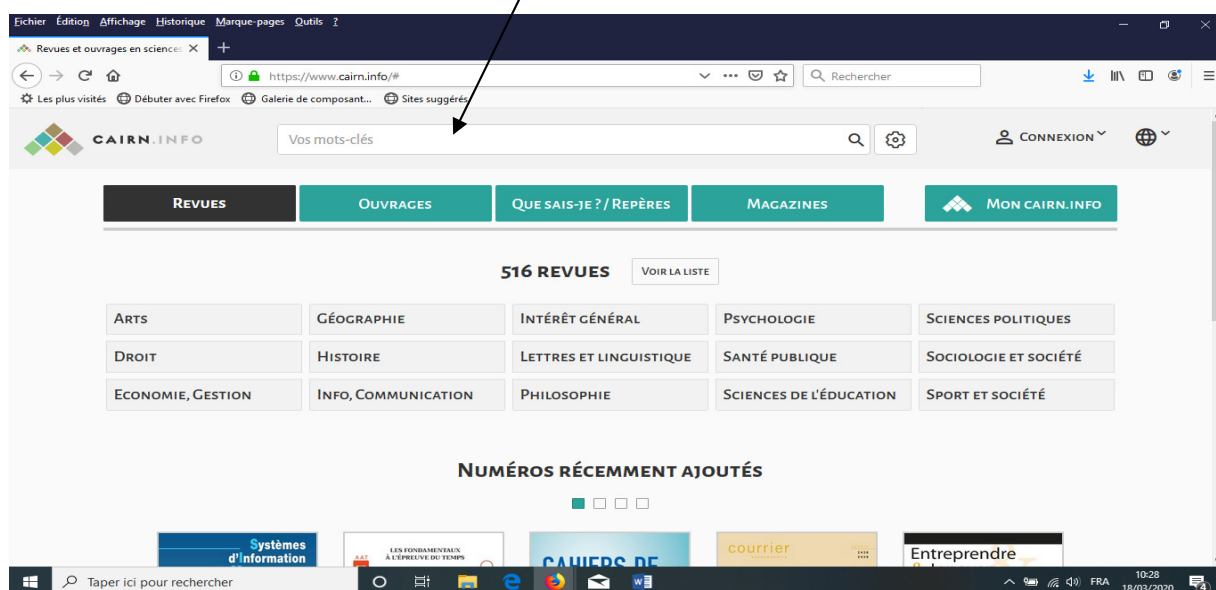 Fichier Édition Affichage Historique Marque-pages Outils ?
Revues et ouvrages en sciences
https://www.cairn.info/#
Rechercher
Les plus visités Débuter avec Firefox Galerie de composant... Sites suggérés
CAIRN.INFO
Vos mots-clés
CONNEXION
REVUES OUVRAGES QUE SAIS-JE ? / REPÈRES MAGAZINES MON CAIRN.INFO
516 REVUES VOIR LA LISTE
ARTS GÉOGRAPHIE INTÉRÊT GÉNÉRAL PSYCHOLOGIE SCIENCES POLITIQUES
DROIT HISTOIRE LETTRES ET LINGUISTIQUE SANTÉ PUBLIQUE SOCIOLOGIE ET SOCIÉTÉ
ECONOMIE, GESTION INFO, COMMUNICATION PHILOSOPHIE SCIENCES DE L'ÉDUCATION SPORT ET SOCIÉTÉ
NUMÉROS RÉCEMMENT AJOUTÉS
Systèmes
d'Information
AAT
LES FONDAMENTAUX
À L'ÉPREUVE DU TEMPS
CAHIERS DE
courrier
Entreprendre
Taper ici pour rechercher
FRA
10:28
18/03/2020
4